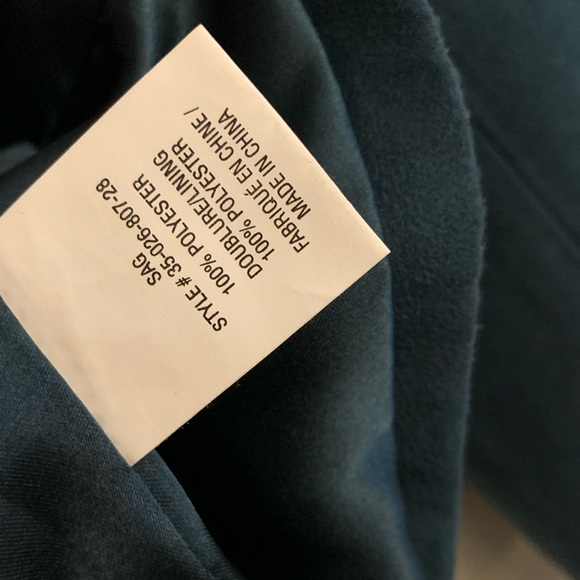 SAG
STYLE # 35-026-807-28
100% POLYESTER
DOUBLURE/LINING
100% POLYESTER
FABRIQUÉ EN CHINE /
MADE IN CHINA